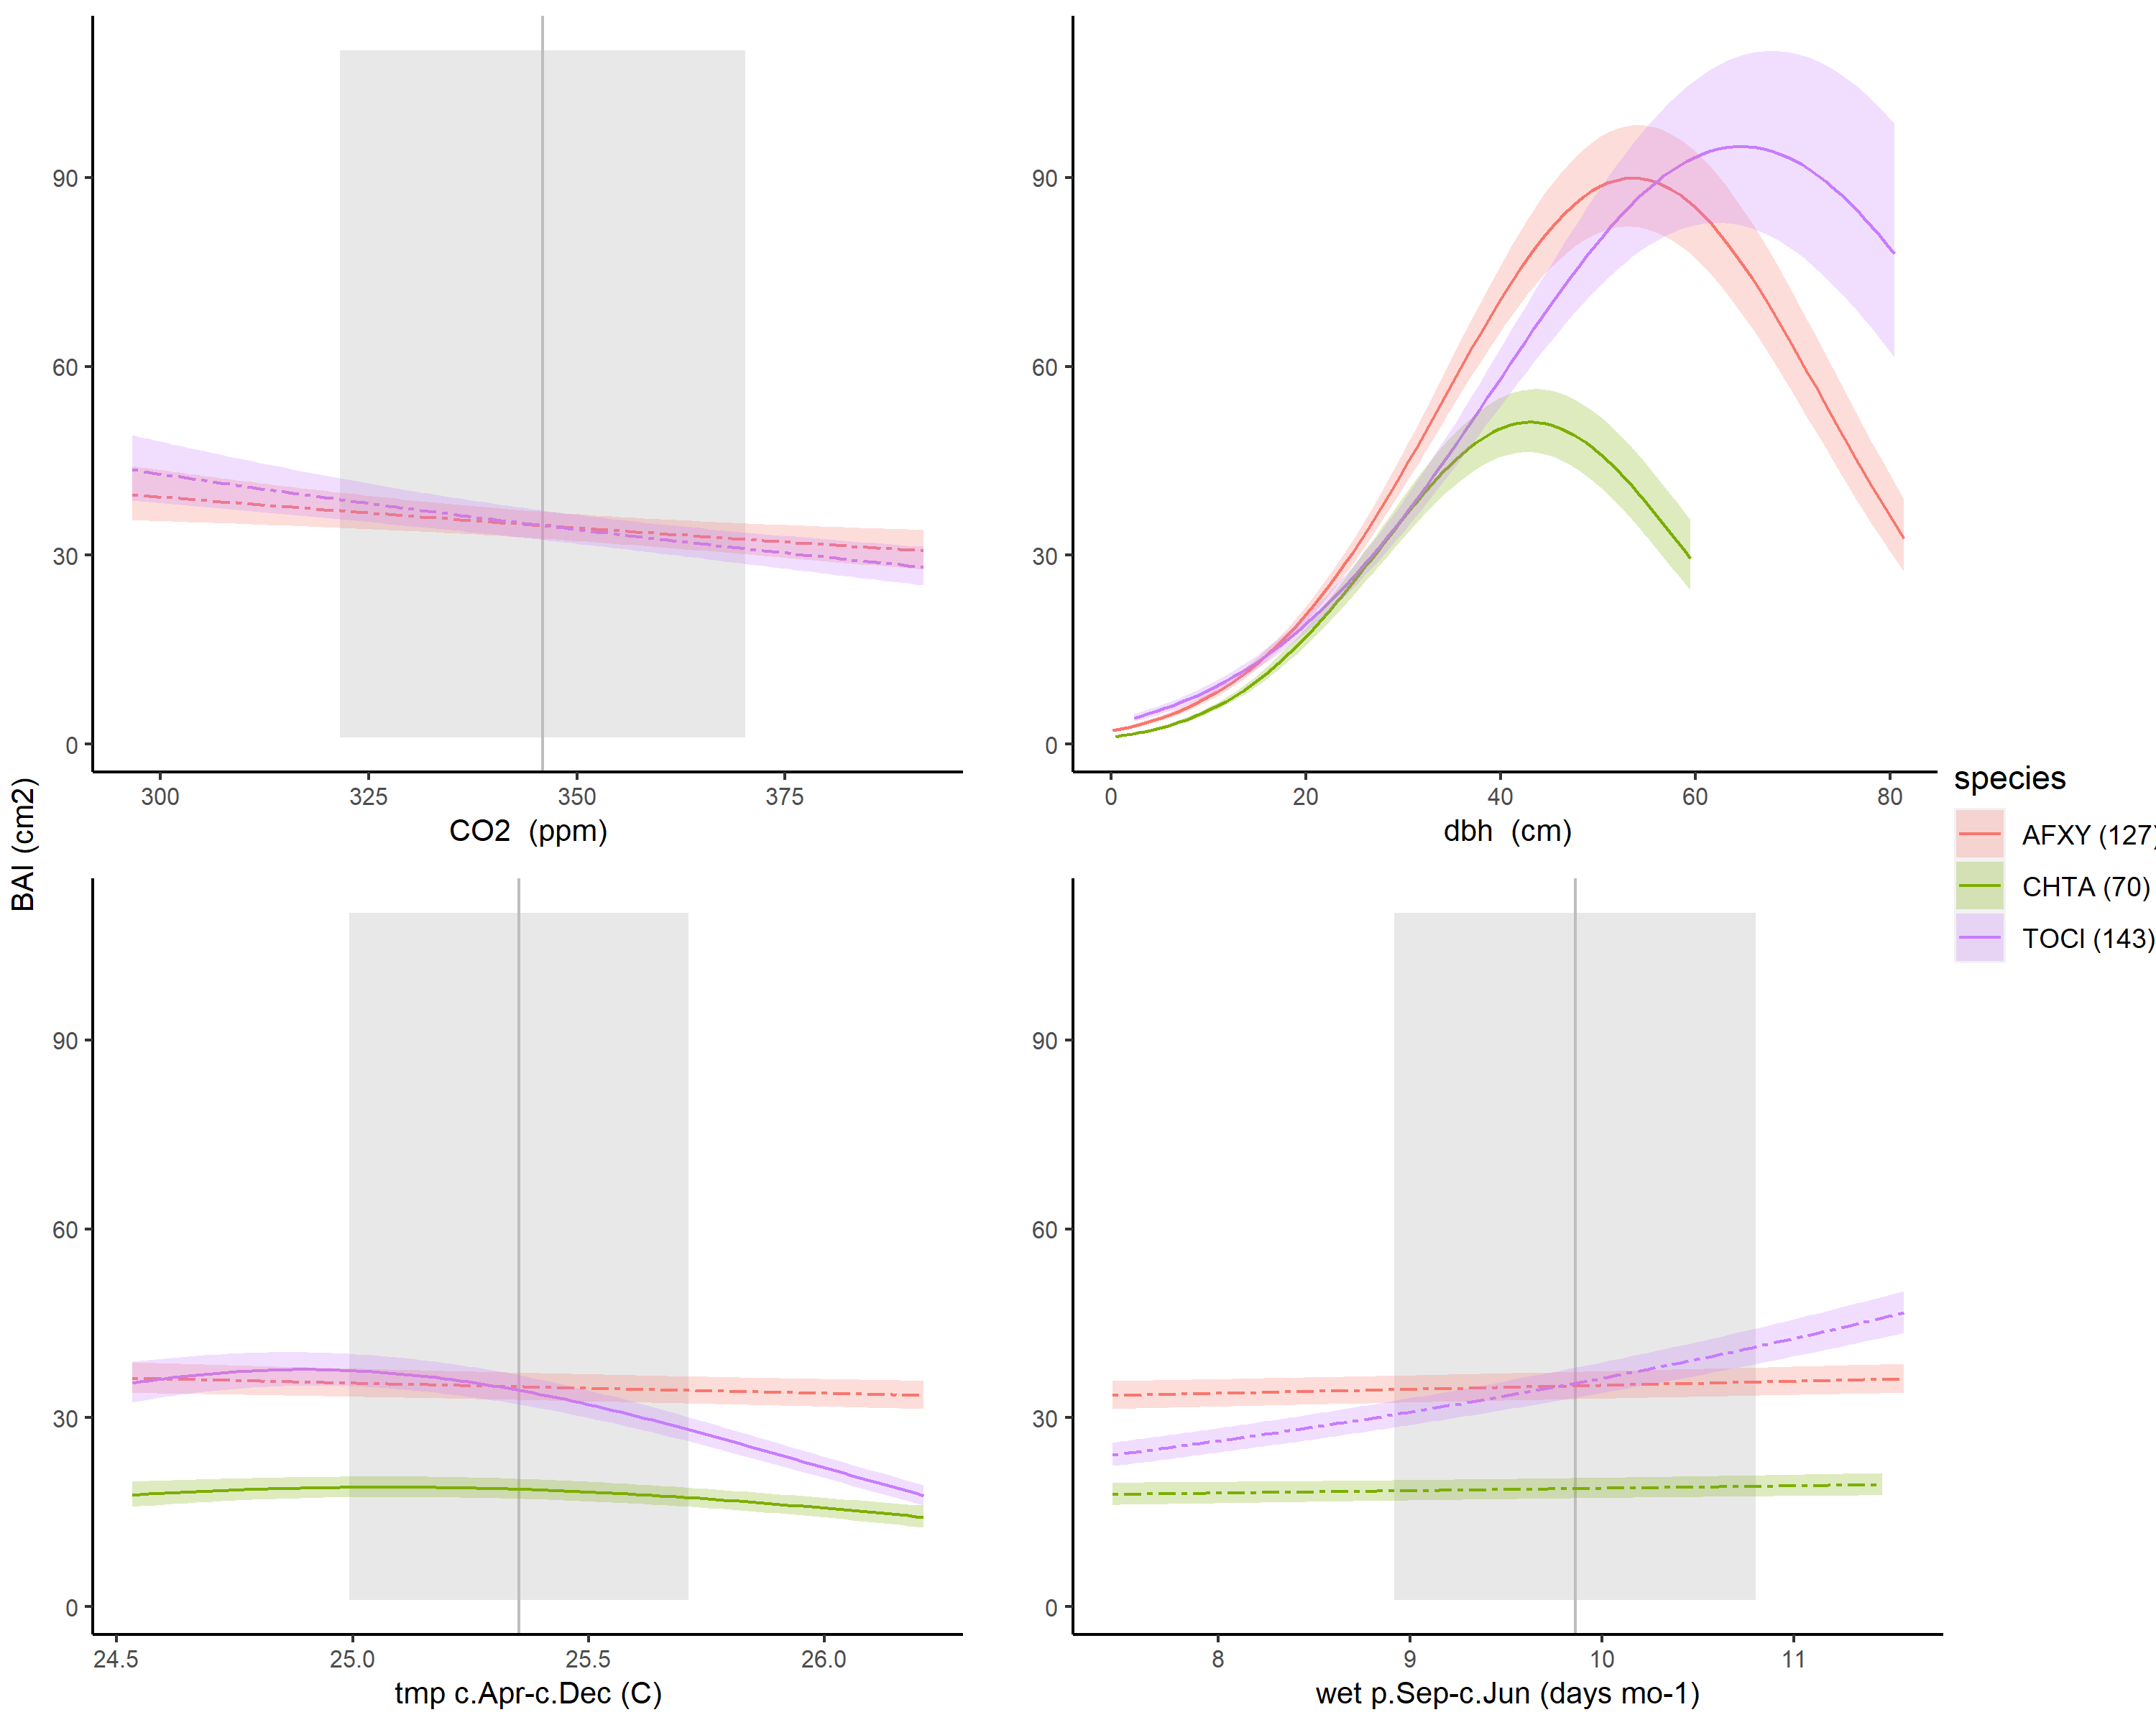 90
60
30
0
300 325 350 375
CO2 (ppm)
90
60
30
0
0 20 40 60 80
dbh (cm)
BAI (cm2)
species
AFXY (127)
CHTA (70)
TOCI (143)
90
60
30
0
24.5 25.0 25.5 26.0
tmp c.Apr-c.Dec (C)
90
60
30
0
8 9 10 11
wet p.Sep-c.Jun (days mo-1)